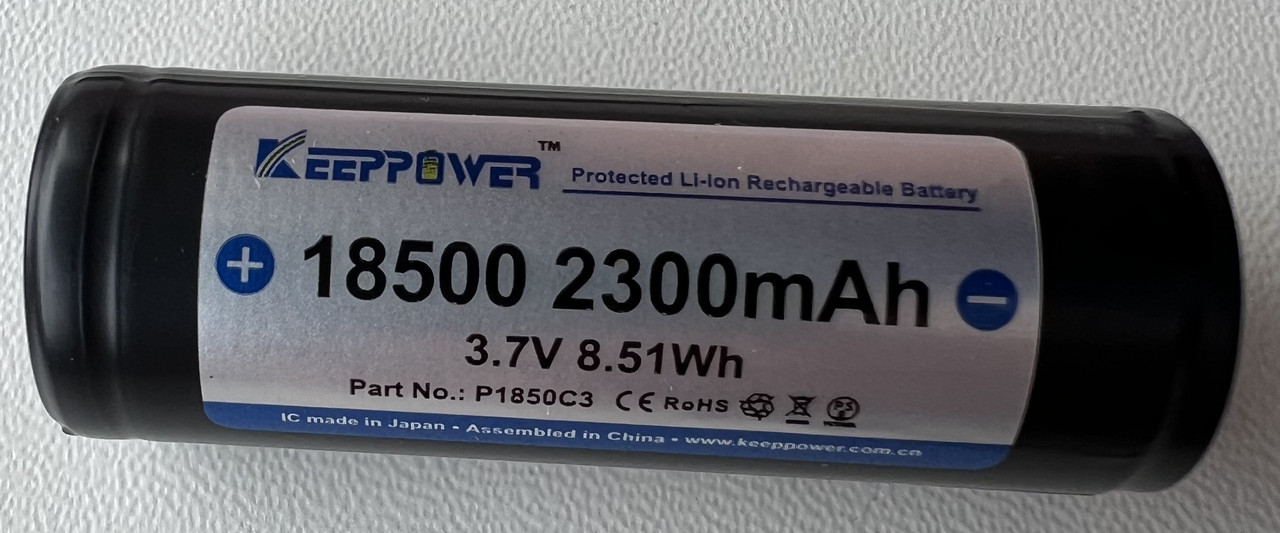 KEEPPOWER™
Protected Li-Ion Rechargeable Battery
+ 18500 2300mAh −
3.7V 8.51Wh
Part No.: P1850C3 CE RoHS PS
IC made in Japan • Assembled in China • www.keeppower.com.cn